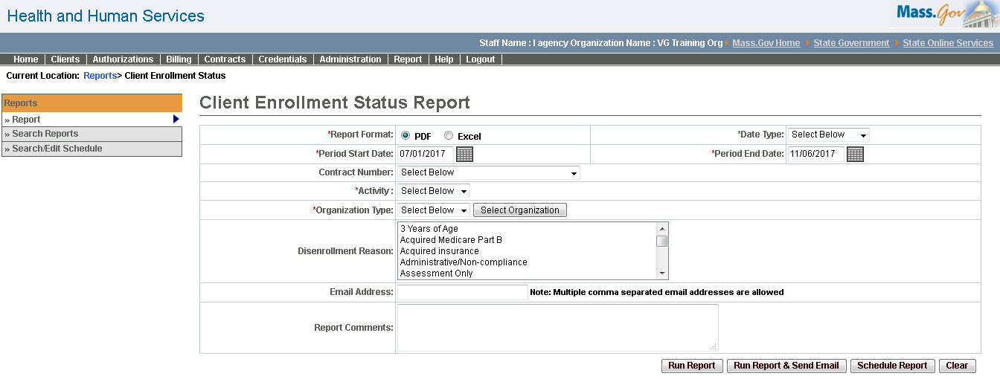 Health and Human Services
Mass.Gov
Staff Name : I agency Organization Name : VG Training Org Mass.Gov Home State Government State Online Services
Home Clients Authorizations Billing Contracts Credentials Administration Report Help Logout
Current Location: Reports> Client Enrollment Status
Reports
» Report
» Search Reports
» Search/Edit Schedule
Client Enrollment Status Report
*Report Format: PDF Excel *Date Type: Select Below
*Period Start Date: 07/01/2017 *Period End Date: 11/06/2017
Contract Number: Select Below
*Activity : Select Below
*Organization Type: Select Below Select Organization
Disenrollment Reason:
3 Years of Age
Acquired Medicare Part B
Acquired insurance
Administrative/Non-compliance
Assessment Only
Email Address: Note: Multiple comma separated email addresses are allowed
Report Comments:
Run Report Run Report & Send Email Schedule Report Clear